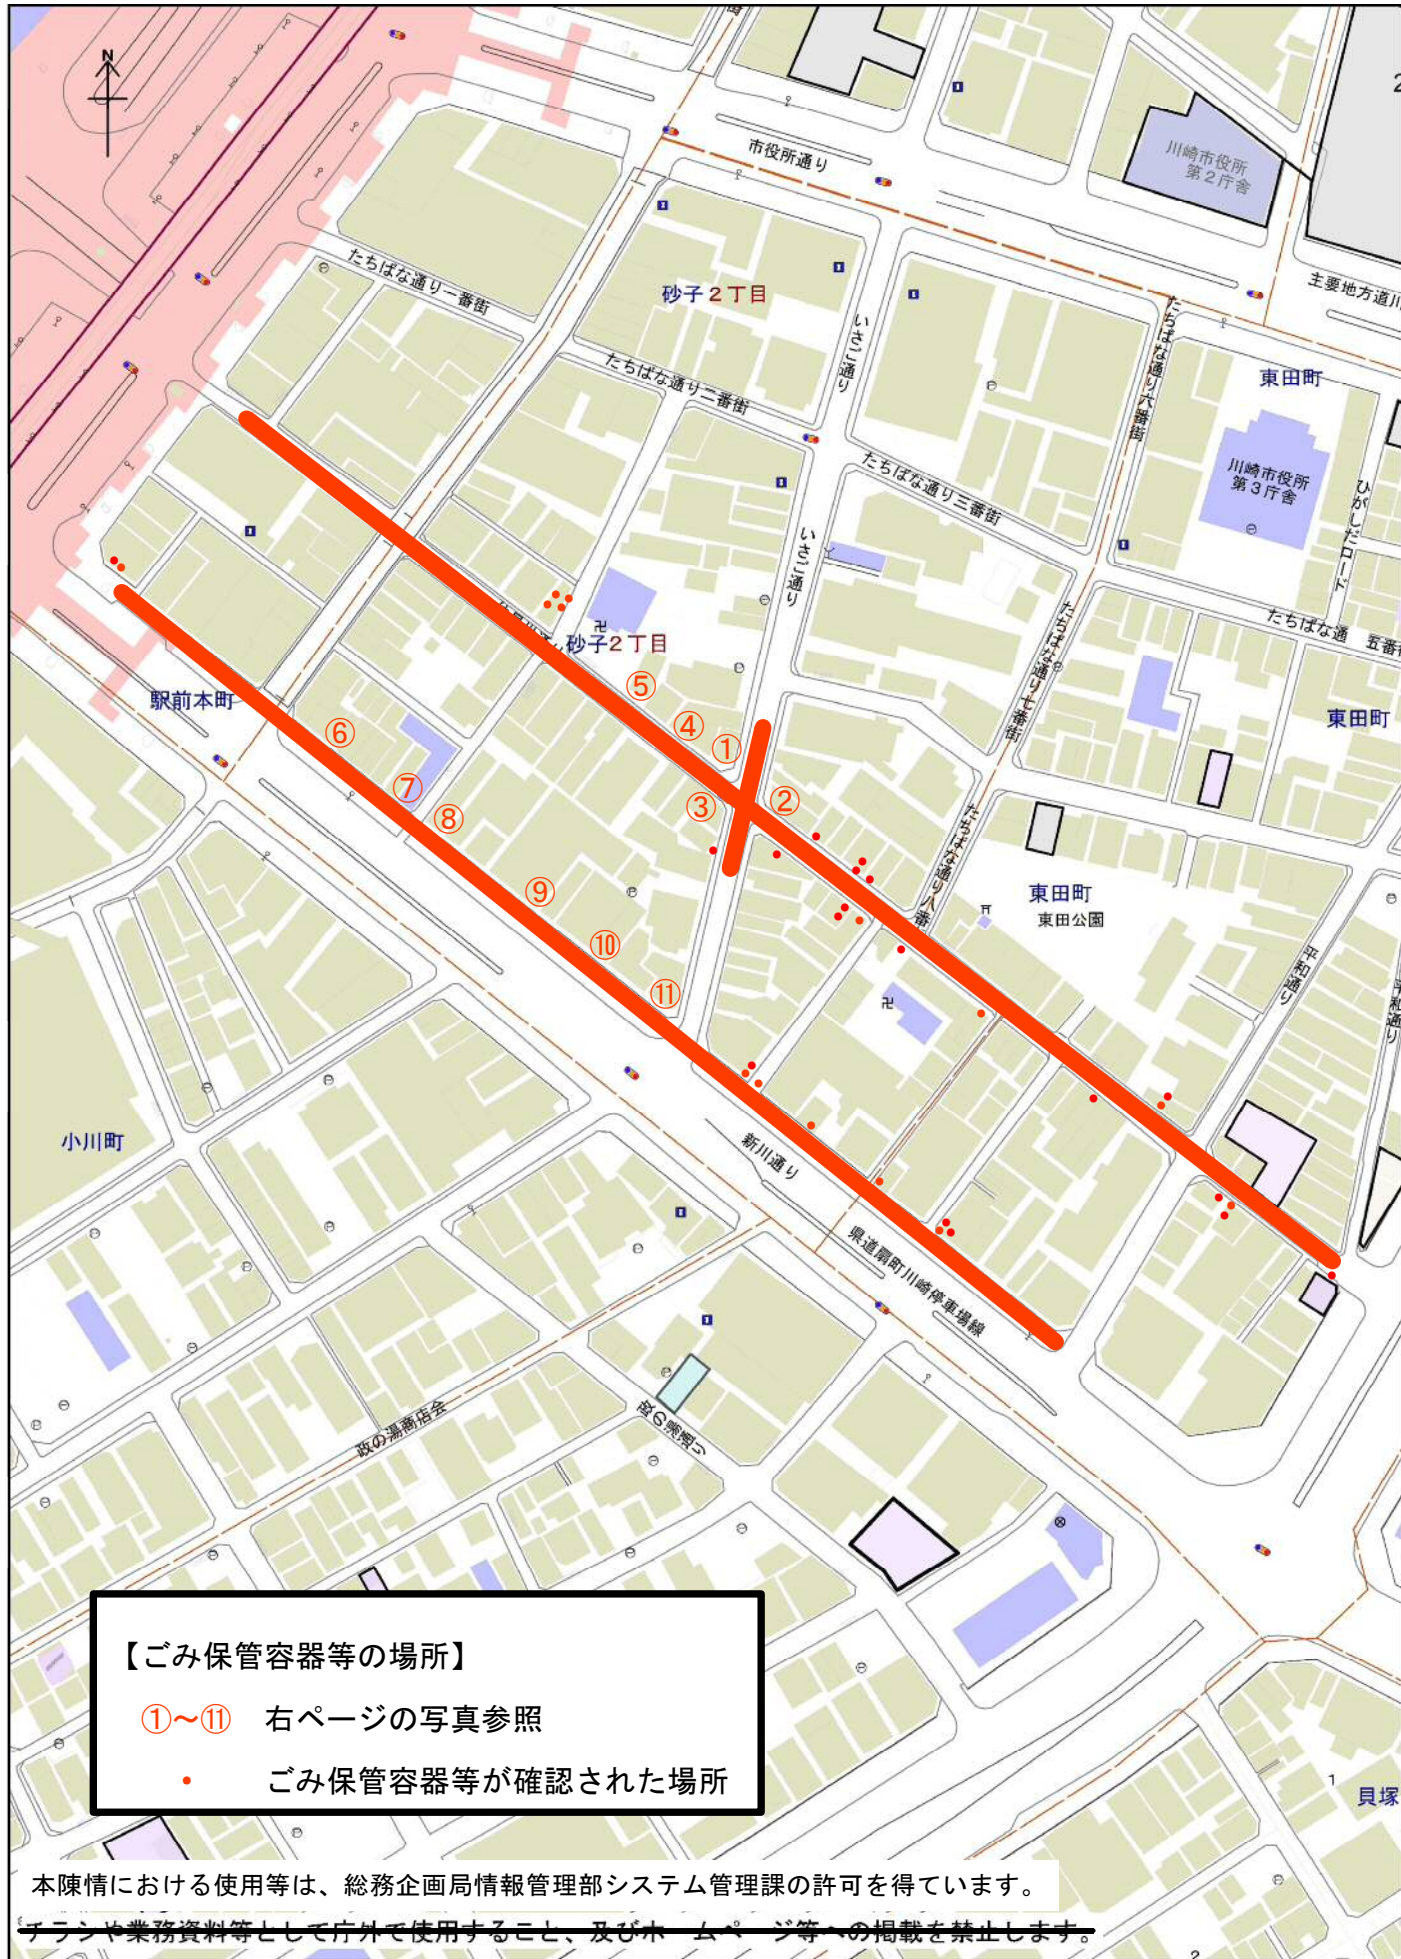 N
市役所通り
川崎市役所
第2庁舎
2
主要地方道川
たちばな通り一番街
砂子2丁目
いさご通り
たちばな通り二番街
たちばな通り六番街
東田町
川崎市役所
第3庁舎
ひがしだロード
たちばな通り三番街
いさご通り
たちばな通 五番街
砂子2丁目
たちばな通り七番街
駅前本町
東田町
⑤
④
①
⑥
⑦
③
②
⑧
たちばな通り八番
東田町
東田公園
⑨
⑩
⑪
平和通り
平和通り
小川町
新川通り
県道扇町川崎停車場線
政の湯通り
政の湯商店会
【ごみ保管容器等の場所】
①~⑪ 右ページの写真参照
• ごみ保管容器等が確認された場所
1
貝塚
本陳情における使用等は、総務企画局情報管理部システム管理課の許可を得ています。
チラシや業務資料等として庁外で使用すること、及びホームページ等への掲載を禁止します。
2